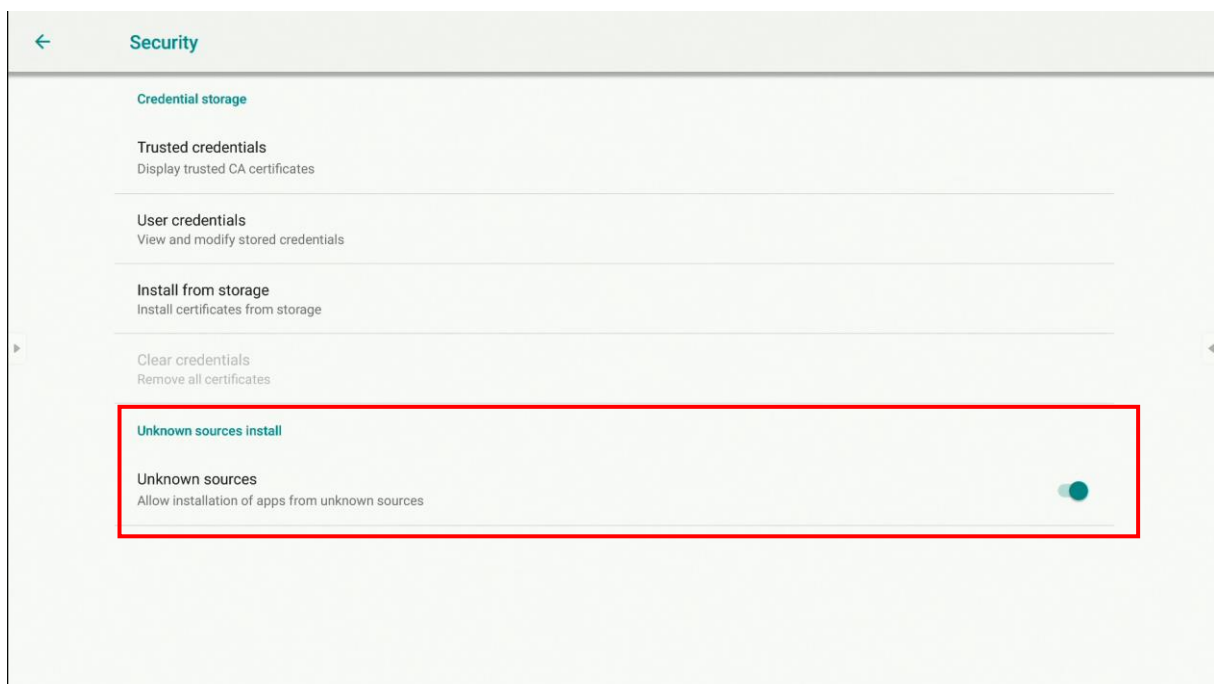 Security
Credential storage
Trusted credentials
Display trusted CA certificates
User credentials
View and modify stored credentials
Install from storage
Install certificates from storage
Clear credentials
Remove all certificates
Unknown sources install
Unknown sources
Allow installation of apps from unknown sources